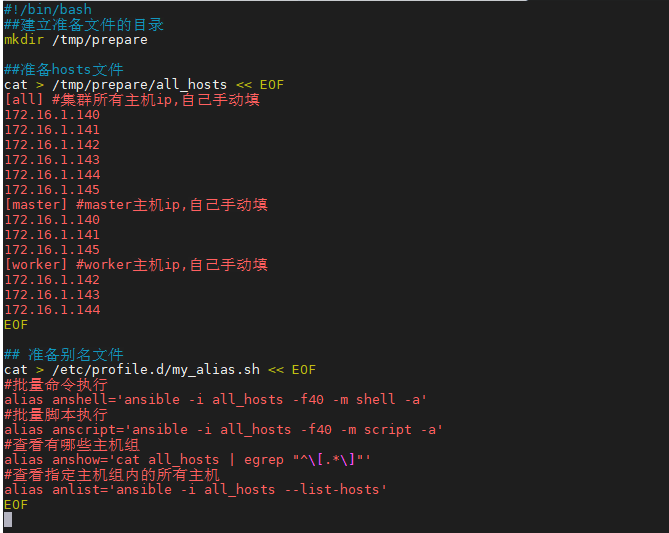 #!/bin/bash
##建立准备文件的目录
mkdir /tmp/prepare
##准备hosts文件
cat > /tmp/prepare/all_hosts << EOF
[all] #集群所有主机ip,自己手动填
172.16.1.140
172.16.1.141
172.16.1.142
172.16.1.143
172.16.1.144
172.16.1.145
[master] #master主机ip,自己手动填
172.16.1.140
172.16.1.141
172.16.1.145
[worker] #worker主机ip,自己手动填
172.16.1.142
172.16.1.143
172.16.1.144
EOF
## 准备别名文件
cat > /etc/profile.d/my_alias.sh << EOF
#批量命令执行
alias anshell='ansible -i all_hosts -f40 -m shell -a'
#批量脚本执行
alias anscript='ansible -i all_hosts -f40 -m script -a'
#查看有哪些主机组
alias anshow='cat all_hosts | egrep "^\[.*\]"'
#查看指定主机组内的所有主机
alias anlist='ansible -i all_hosts --list-hosts'
EOF